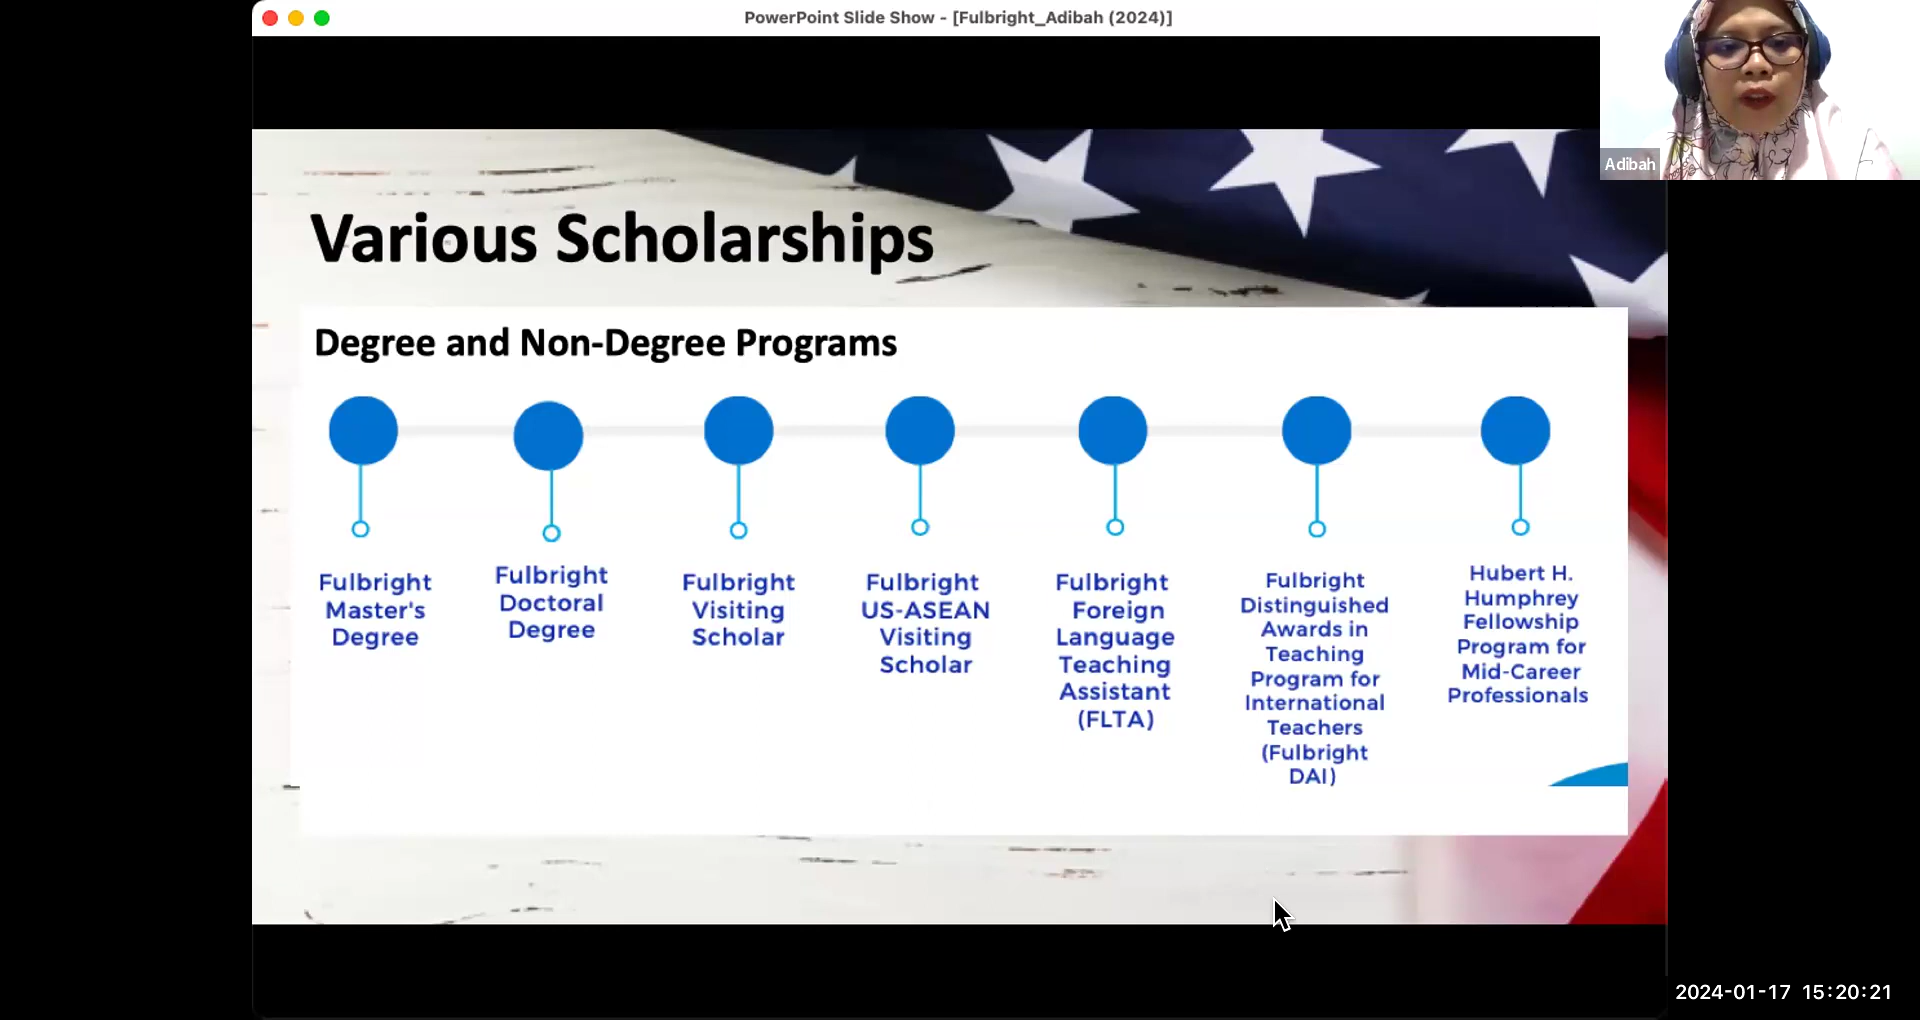 PowerPoint Slide Show - [Fulbright_Adibah (2024)]
Adibah
Various Scholarships
Degree and Non-Degree Programs
Fulbright
Master's
Degree
Fulbright
Doctoral
Degree
Fulbright
Visiting
Scholar
Fulbright
US-ASEAN
Visiting
Scholar
Fulbright
Foreign
Language
Teaching
Assistant
(FLTA)
Fulbright
Distinguished
Awards in
Teaching
Program for
International
Teachers
(Fulbright
DAI)
Hubert H.
Humphrey
Fellowship
Program for
Mid-Career
Professionals
2024-01-17 15:20:21